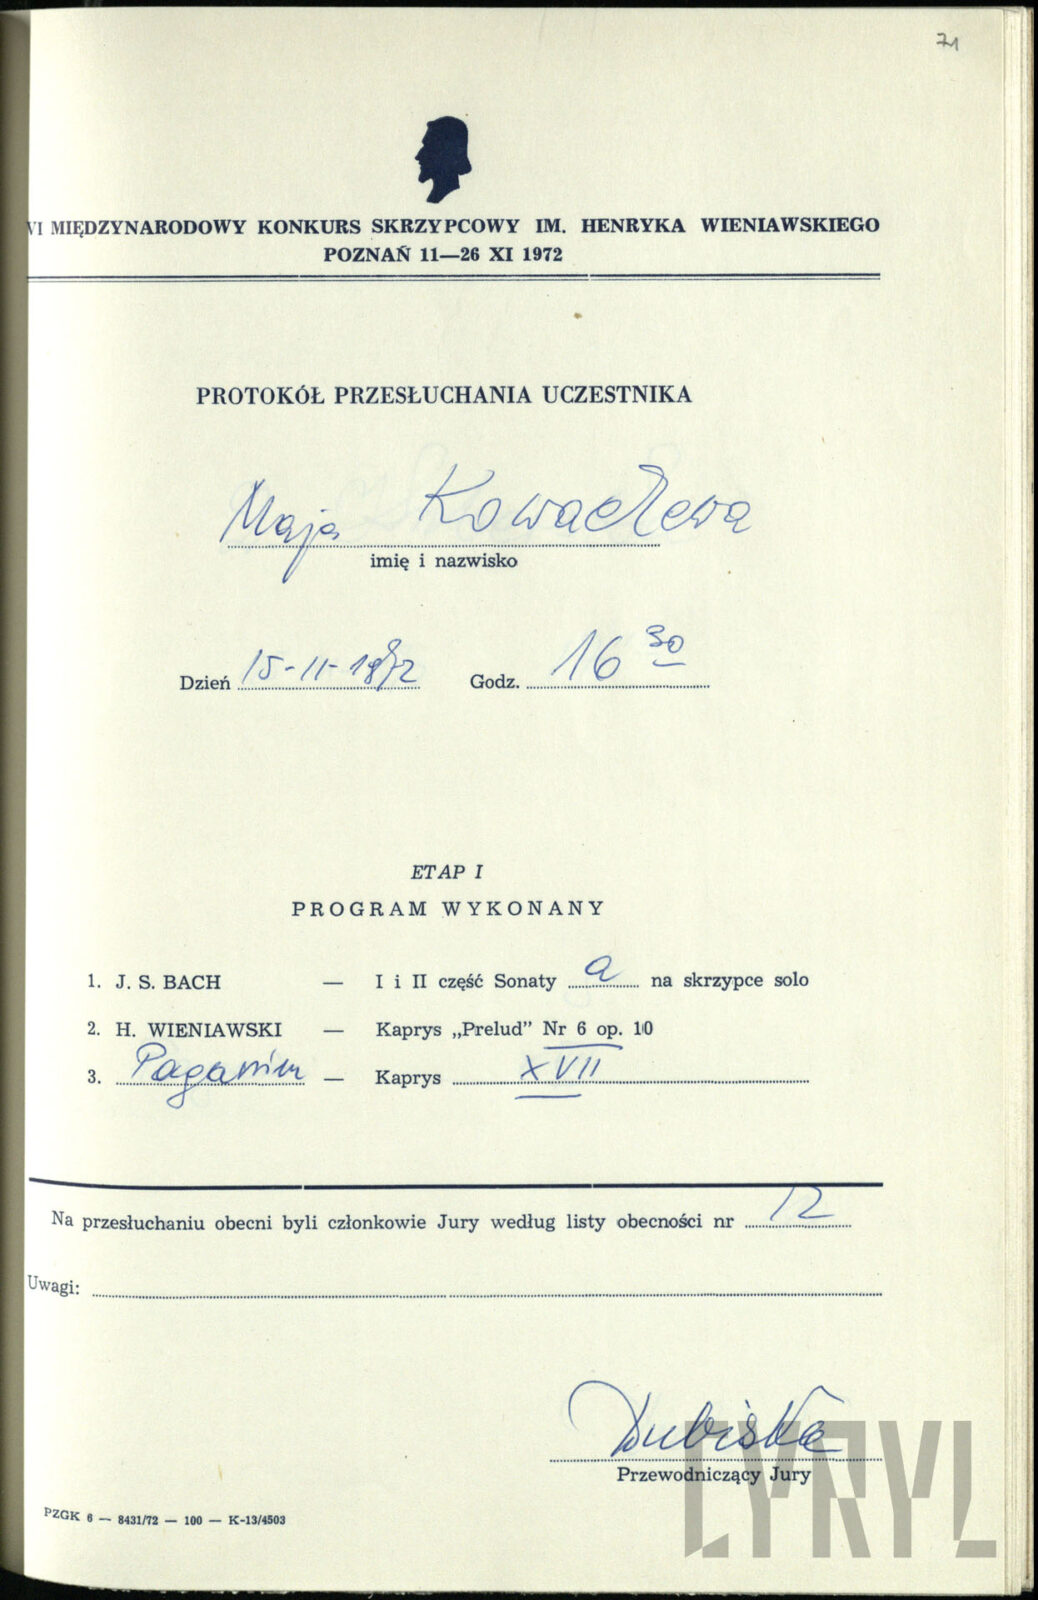 71
VI MIĘDZYNARODOWY KONKURS SKRZYPCOWY IM. HENRYKA WIENIAWSKIEGO
POZNAŃ 11—26 XI 1972
PROTOKÓŁ PRZESŁUCHANIA UCZESTNIKA
Maja Kowaczewa
imię i nazwisko
Dzień 15-11-1972 Godz. 16 30
ETAP I
PROGRAM WYKONANY
1. J. S. BACH — I i II część Sonaty a na skrzypce solo
2. H. WIENIAWSKI — Kaprys „Prelud” Nr 6 op. 10
3. Paganini — Kaprys XVII
Na przesłuchaniu obecni byli członkowie Jury według listy obecności nr 12
Uwagi:
Dubiska
Przewodniczący Jury
PZGK 6 — 8431/72 — 100 — K-13/4503
CYRYL